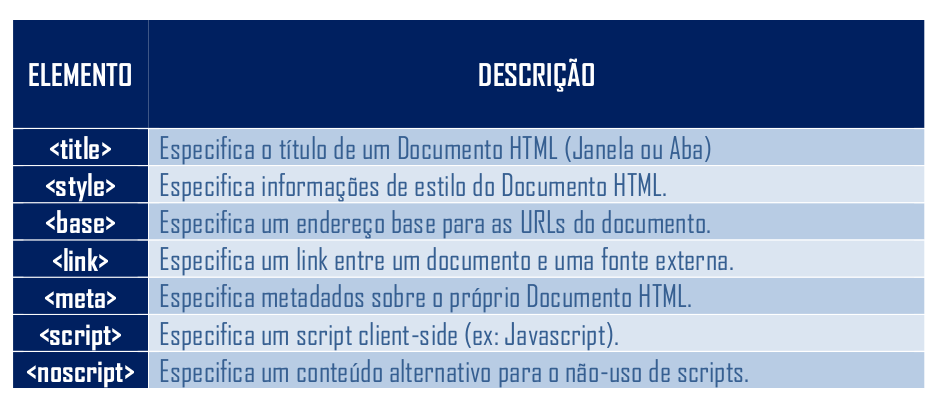 ELEMENTO DESCRIÇÃO
<title> Especifica o título de um Documento HTML (Janela ou Aba)
<style> Especifica informações de estilo do Documento HTML.
<base> Especifica um endereço base para as URLs do documento.
<link> Especifica um link entre um documento e uma fonte externa.
<meta> Especifica metadados sobre o próprio Documento HTML.
<script> Especifica um script client-side (ex: Javascript).
<noscript> Especifica um conteúdo alternativo para o não-uso de scripts.